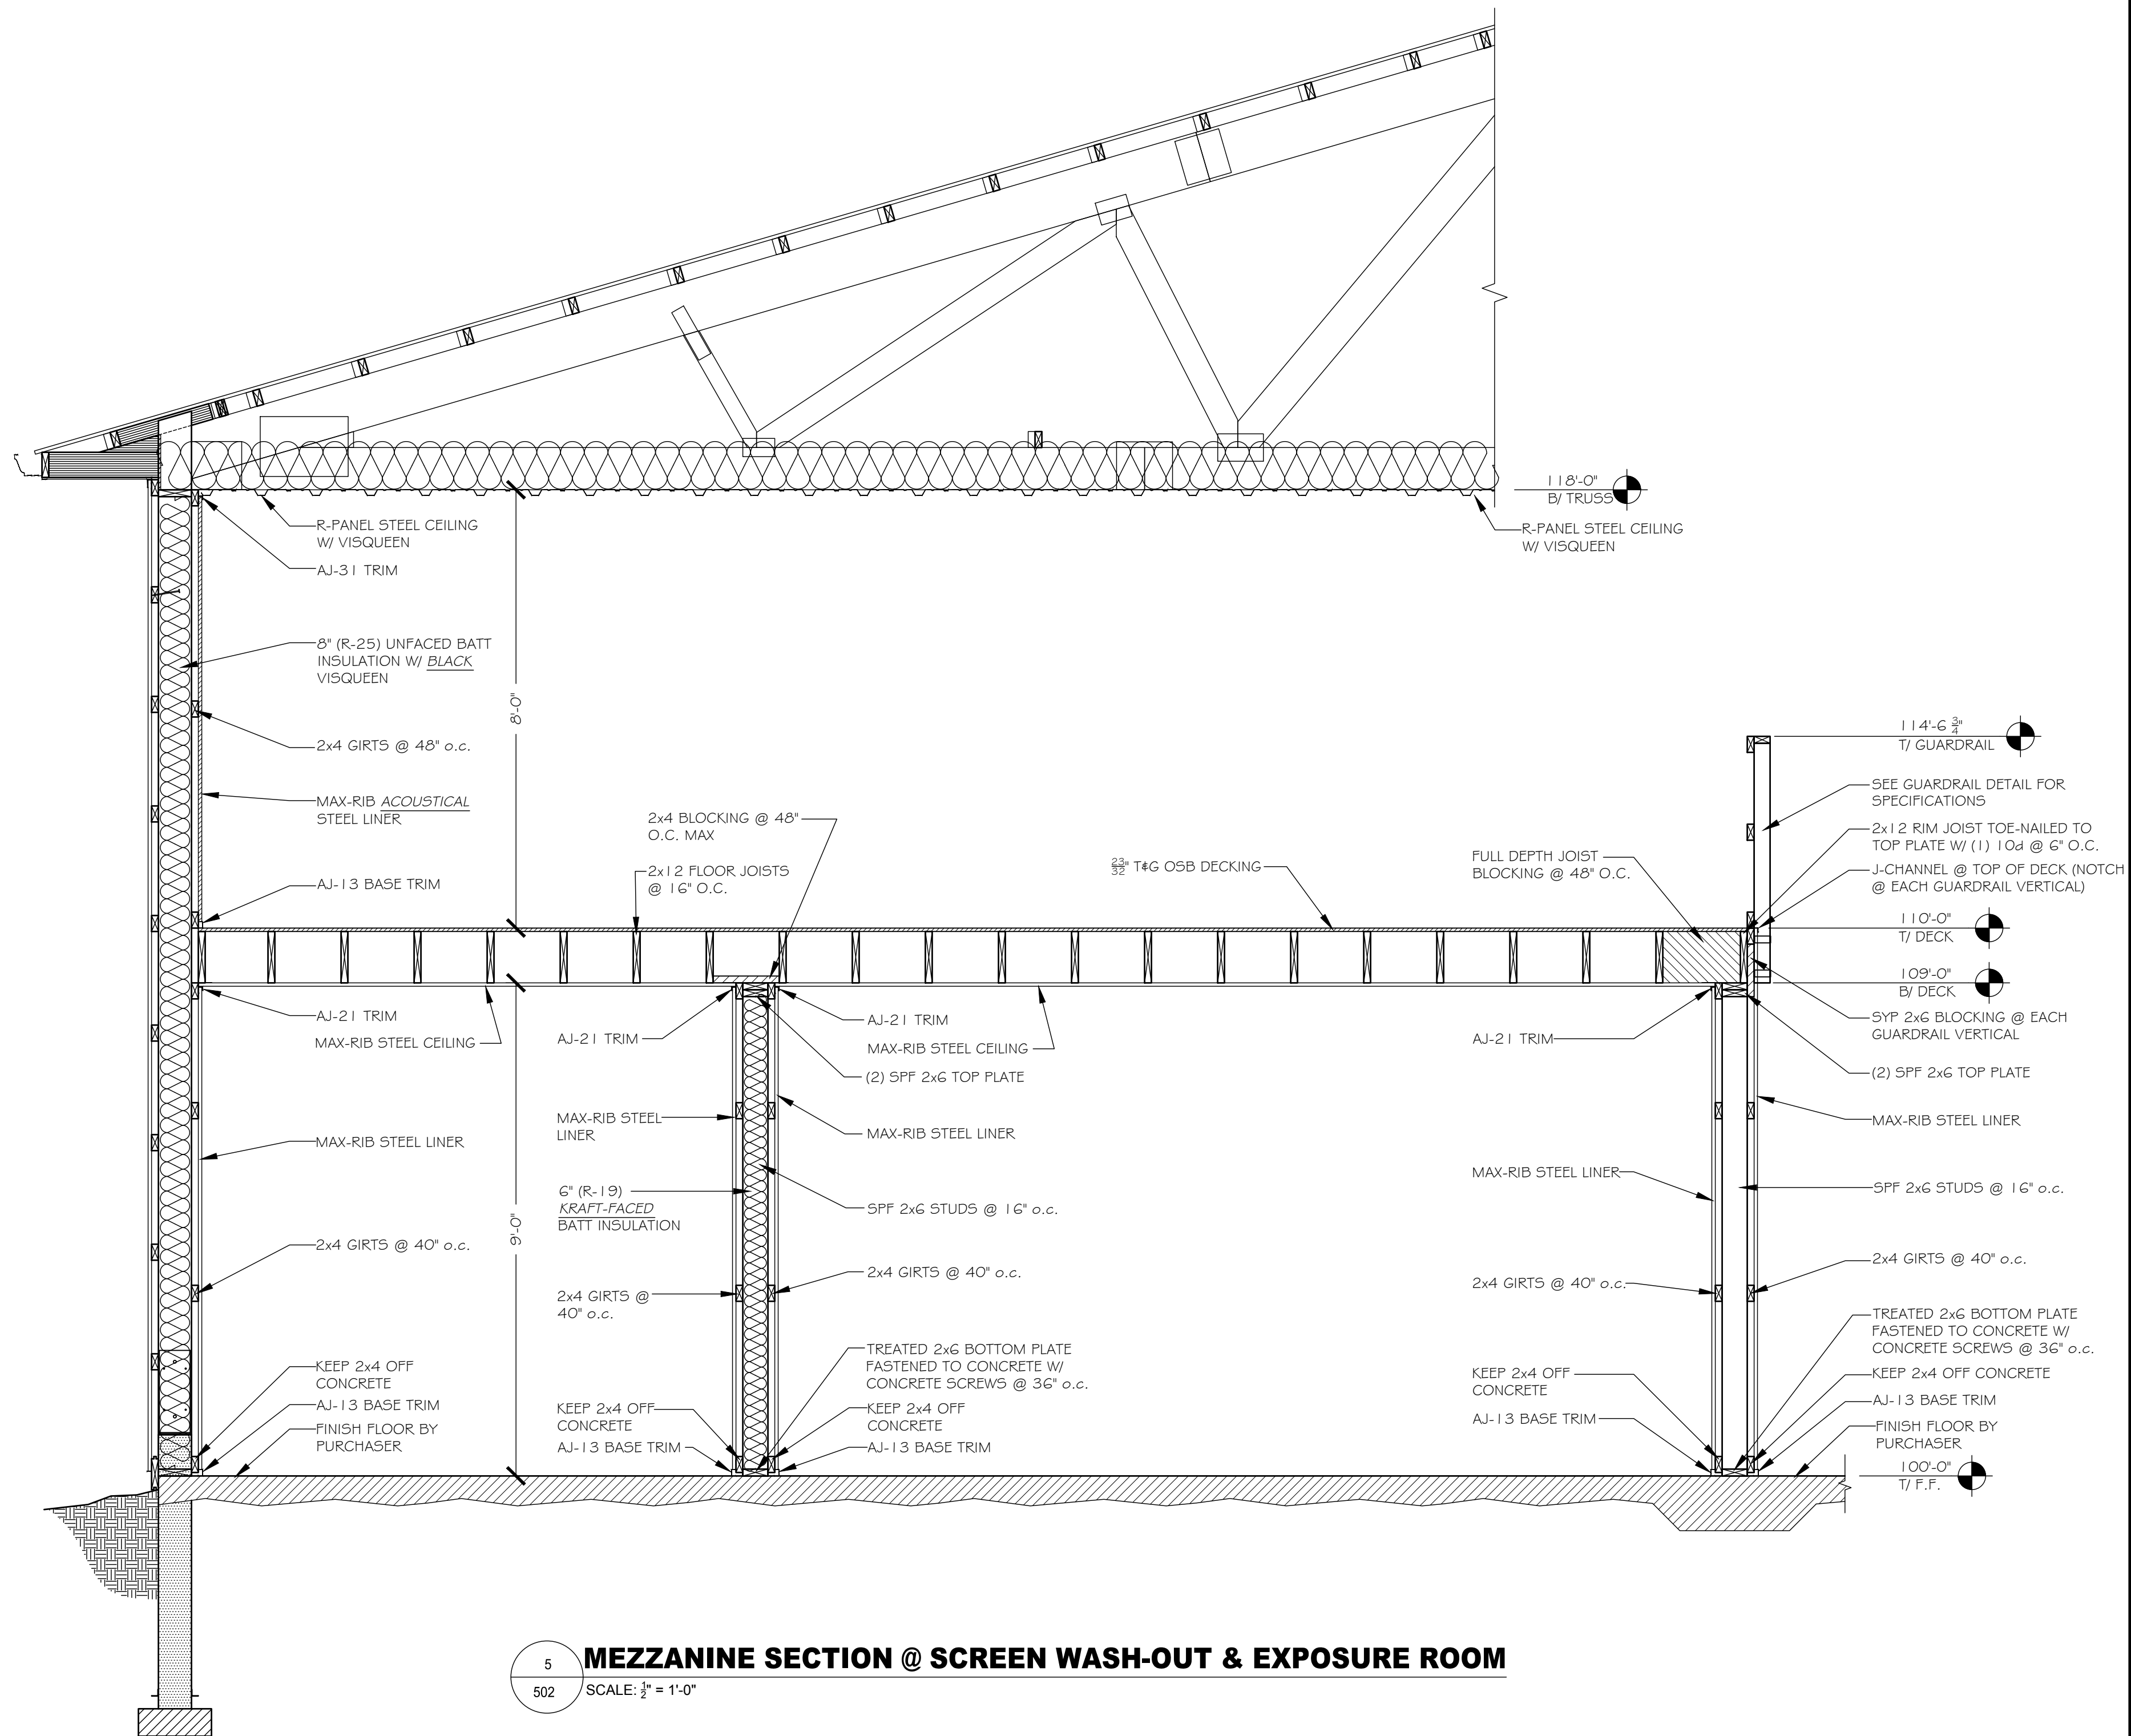 118'-0"
B/ TRUSS
R-PANEL STEEL CEILING
W/ VISQUEEN
R-PANEL STEEL CEILING
W/ VISQUEEN
AJ-31 TRIM
8" (R-25) UNFACED BATT
INSULATION W/ BLACK
VISQUEEN
8'-0"
2x4 GIRTS @ 48" o.c.
MAX-RIB ACOUSTICAL
STEEL LINER
AJ-13 BASE TRIM
2x4 BLOCKING @ 48"
O.C. MAX
2x12 FLOOR JOISTS
@ 16" O.C.
23/32" T&G OSB DECKING
FULL DEPTH JOIST
BLOCKING @ 48" O.C.
114'-6 3/4"
T/ GUARDRAIL
SEE GUARDRAIL DETAIL FOR
SPECIFICATIONS
2x12 RIM JOIST TOE-NAILED TO
TOP PLATE W/ (1) 10d @ 6" O.C.
J-CHANNEL @ TOP OF DECK (NOTCH
@ EACH GUARDRAIL VERTICAL)
110'-0"
T/ DECK
109'-0"
B/ DECK
SYP 2x6 BLOCKING @ EACH
GUARDRAIL VERTICAL
(2) SPF 2x6 TOP PLATE
MAX-RIB STEEL LINER
SPF 2x6 STUDS @ 16" o.c.
2x4 GIRTS @ 40" o.c.
TREATED 2x6 BOTTOM PLATE
FASTENED TO CONCRETE W/
CONCRETE SCREWS @ 36" o.c.
KEEP 2x4 OFF CONCRETE
AJ-13 BASE TRIM
FINISH FLOOR BY
PURCHASER
100'-0"
T/ F.F.
AJ-21 TRIM
MAX-RIB STEEL CEILING
MAX-RIB STEEL LINER
9'-0"
2x4 GIRTS @ 40" o.c.
KEEP 2x4 OFF
CONCRETE
AJ-13 BASE TRIM
FINISH FLOOR BY
PURCHASER
AJ-21 TRIM
MAX-RIB STEEL
LINER
6" (R-19)
KRAFT-FACED
BATT INSULATION
2x4 GIRTS @
40" o.c.
KEEP 2x4 OFF
CONCRETE
AJ-13 BASE TRIM
AJ-21 TRIM
MAX-RIB STEEL CEILING
(2) SPF 2x6 TOP PLATE
MAX-RIB STEEL LINER
SPF 2x6 STUDS @ 16" o.c.
2x4 GIRTS @ 40" o.c.
TREATED 2x6 BOTTOM PLATE
FASTENED TO CONCRETE W/
CONCRETE SCREWS @ 36" o.c.
KEEP 2x4 OFF
CONCRETE
AJ-13 BASE TRIM
AJ-21 TRIM
MAX-RIB STEEL LINER
2x4 GIRTS @ 40" o.c.
KEEP 2x4 OFF
CONCRETE
AJ-13 BASE TRIM
5
502
MEZZANINE SECTION @ SCREEN WASH-OUT & EXPOSURE ROOM
SCALE: 1/2" = 1'-0"